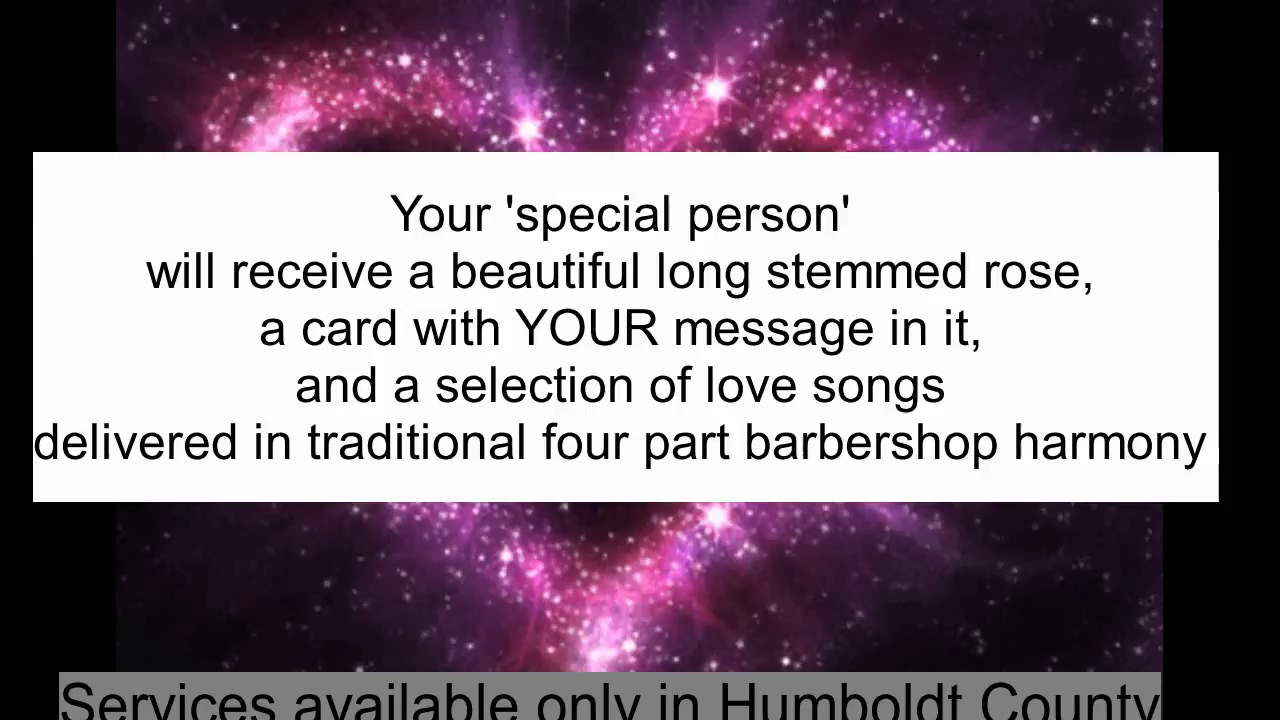 Your 'special person'
will receive a beautiful long stemmed rose,
a card with YOUR message in it,
and a selection of love songs
delivered in traditional four part barbershop harmony
Services available only in Humboldt County